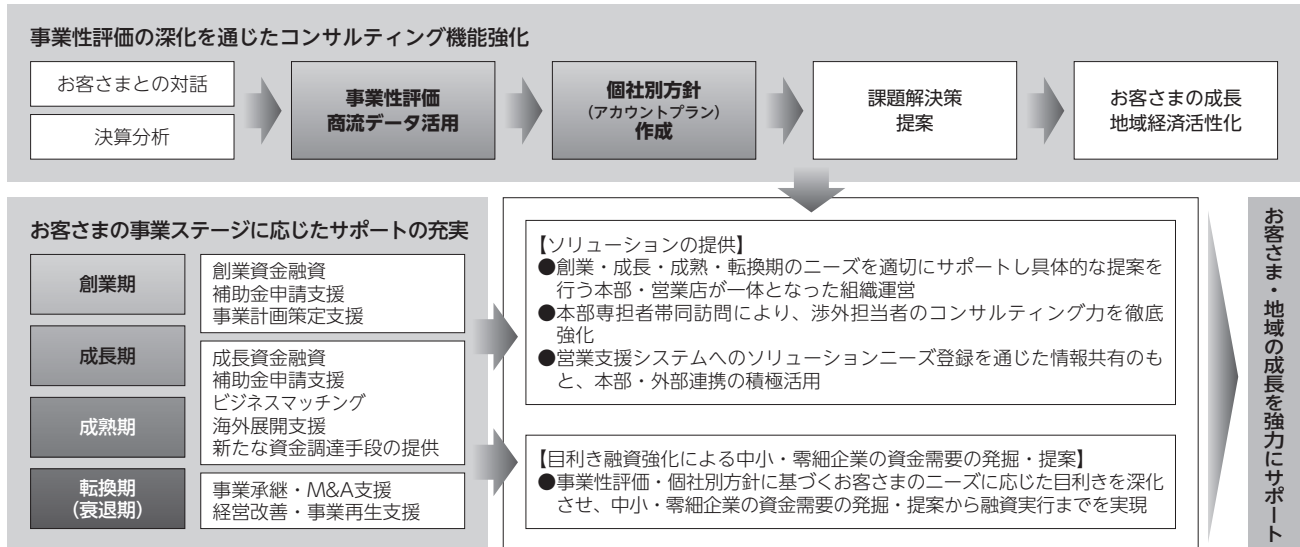 事業性評価の深化を通じたコンサルティング機能強化
お客さまとの対話
決算分析
事業性評価
商流データ活用
個社別方針
(アカウントプラン)
作成
課題解決策
提案
お客さまの成長
地域経済活性化
お客さまの事業ステージに応じたサポートの充実
創業期
創業資金融資
補助金申請支援
事業計画策定支援
成長期
成熟期
成長資金融資
補助金申請支援
ビジネスマッチング
海外展開支援
新たな資金調達手段の提供
転換期
(衰退期)
事業承継・M&A支援
経営改善・事業再生支援
【ソリューションの提供】
●創業・成長・成熟・転換期のニーズを適切にサポートし具体的な提案を
行う本部・営業店が一体となった組織運営
●本部専担者帯同訪問により、渉外担当者のコンサルティング力を徹底
強化
●営業支援システムへのソリューションニーズ登録を通じた情報共有のも
と、本部・外部連携の積極活用
【目利き融資強化による中小・零細企業の資金需要の発掘・提案】
●事業性評価・個社別方針に基づくお客さまのニーズに応じた目利きを深化
させ、中小・零細企業の資金需要の発掘・提案から融資実行までを実現
お客さま・地域の成長を強力にサポート